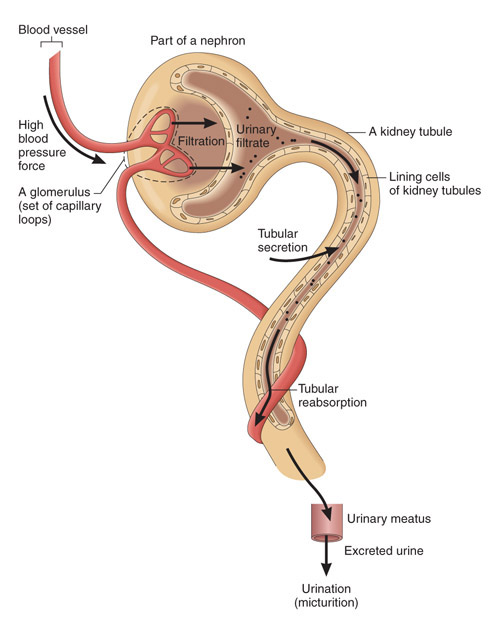 Blood vessel
Part of a nephron
High
blood
pressure
force
Filtration
Urinary
filtrate
A kidney tubule
A glomerulus
(set of capillary
loops)
Lining cells
of kidney tubules
Tubular
secretion
Tubular
reabsorption
Urinary meatus
Excreted urine
Urination
(micturition)